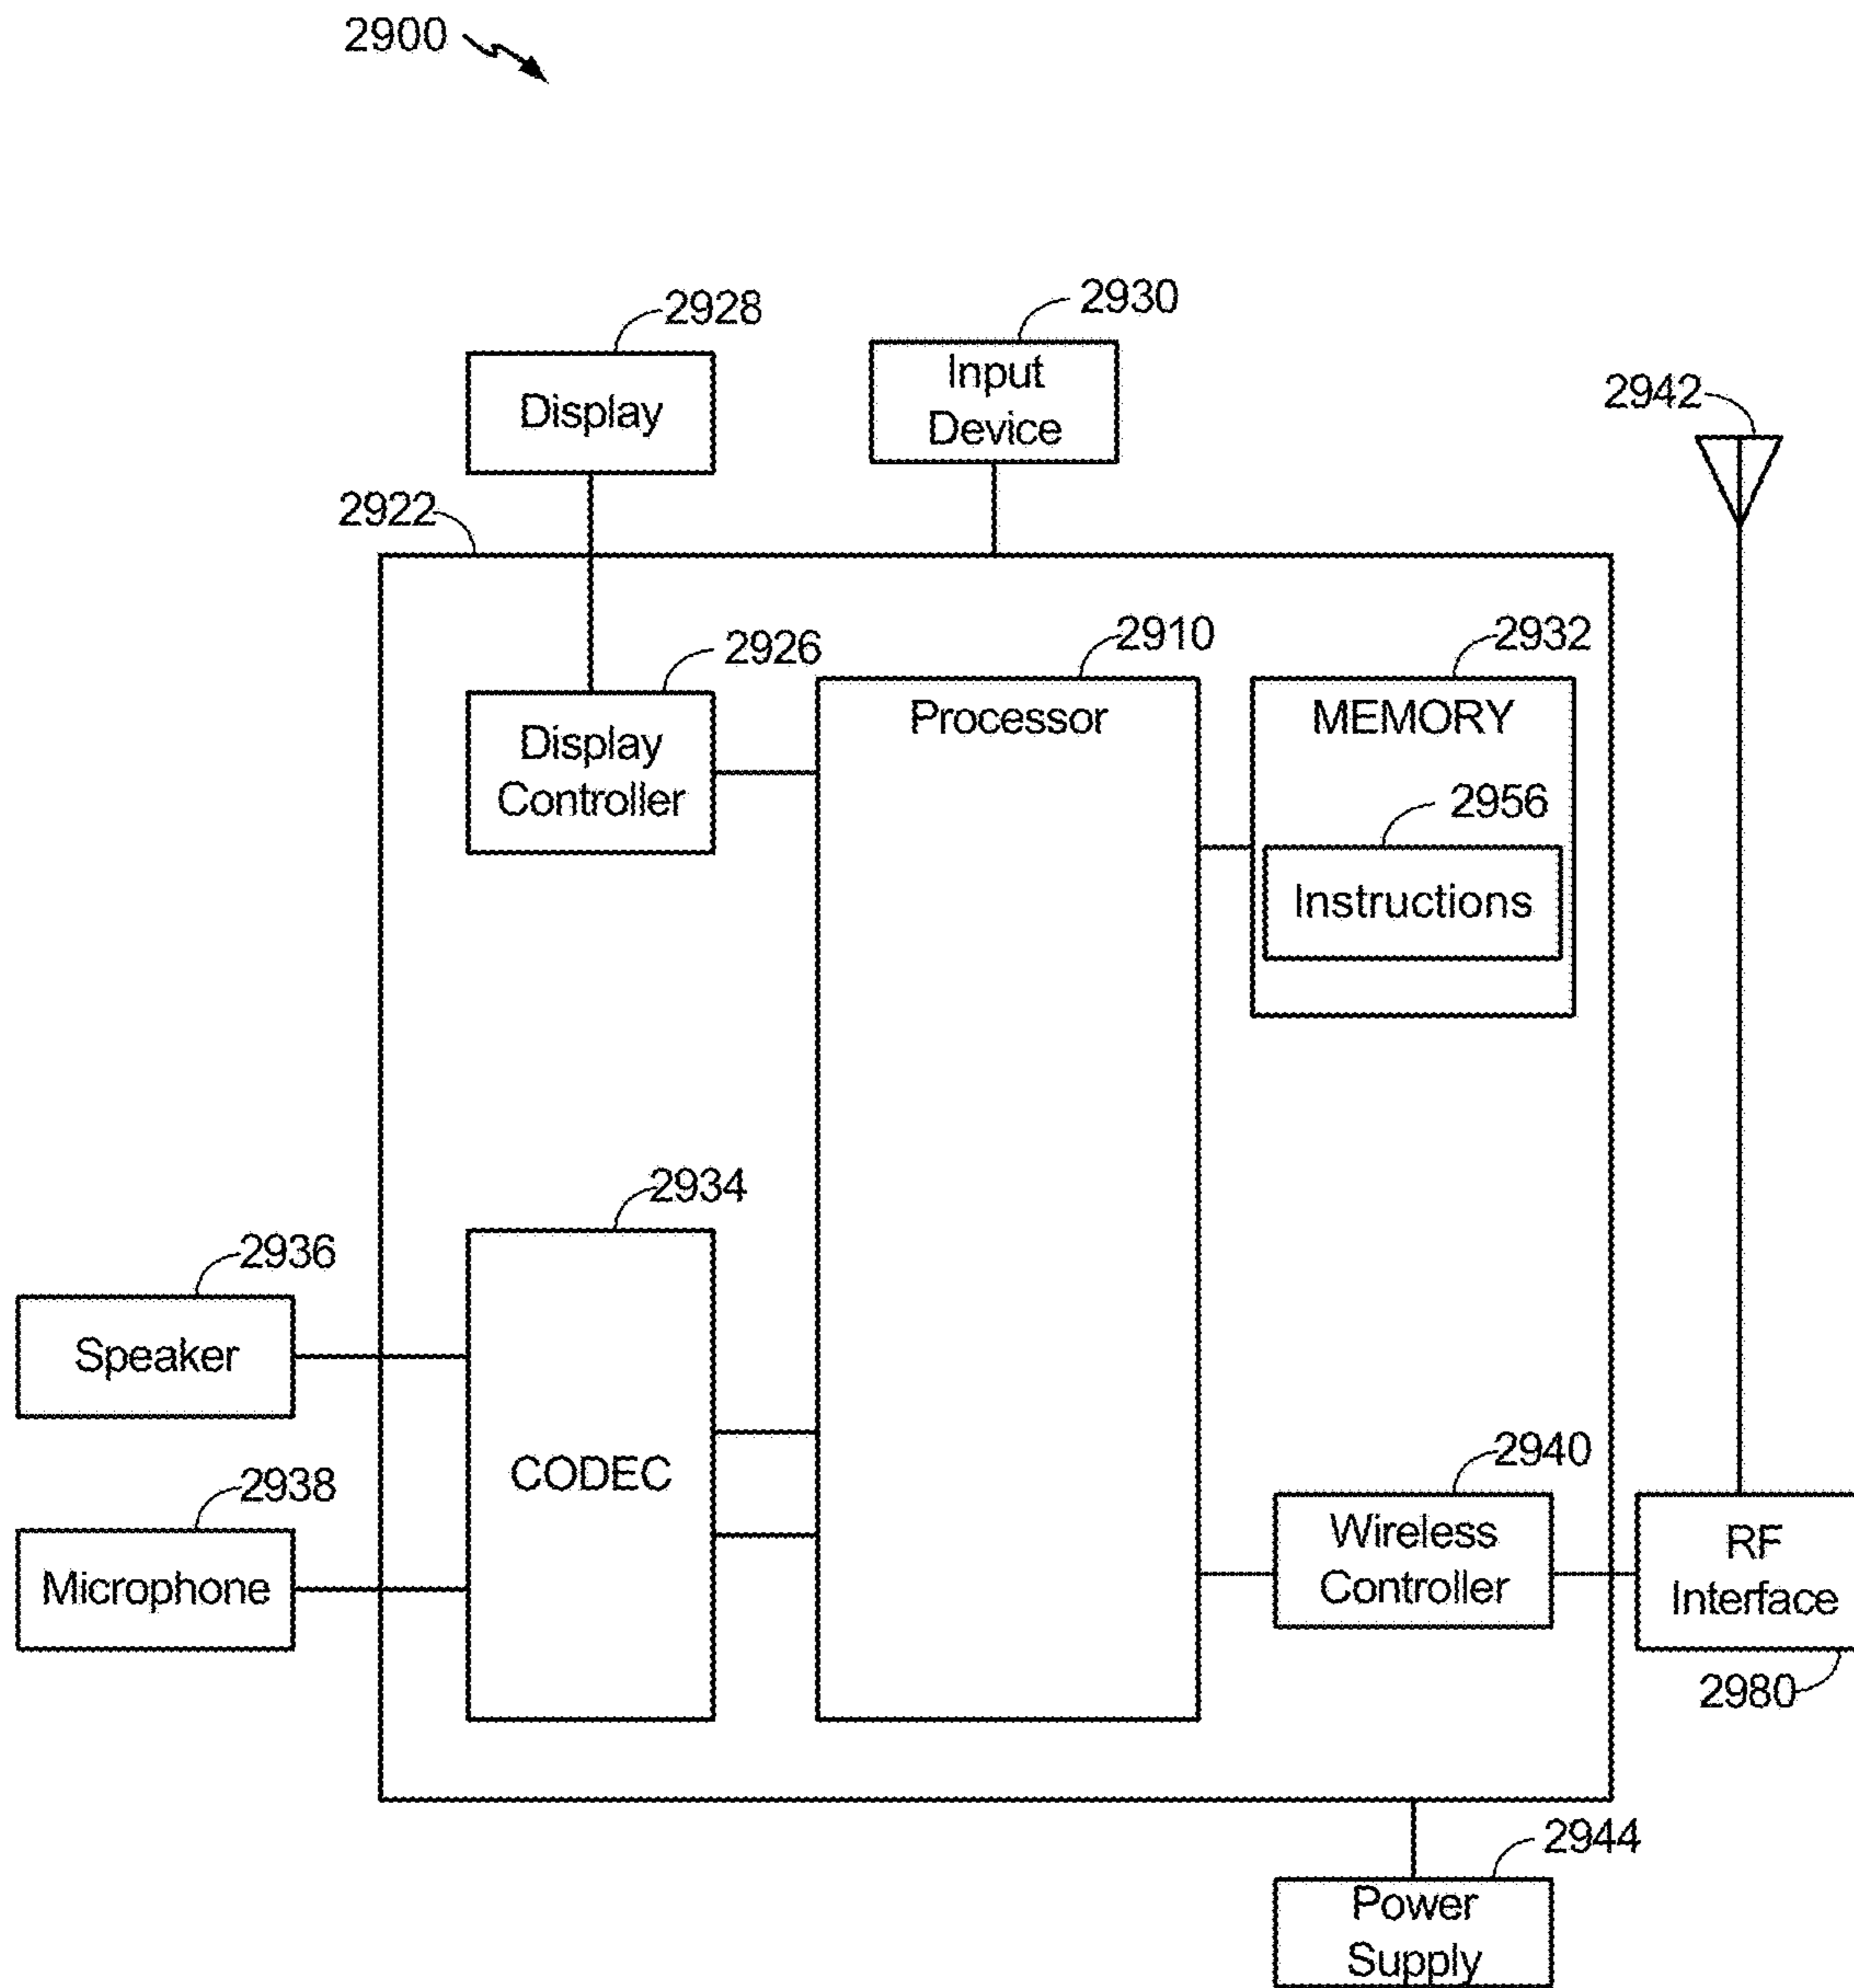 2900
2928
Display
2930
Input
Device
2942
2922
2926
Display
Controller
2910
Processor
2932
MEMORY
2956
Instructions
2934
CODEC
2936
Speaker
2938
Microphone
2940
Wireless
Controller
RF
Interface
2980
2944
Power
Supply